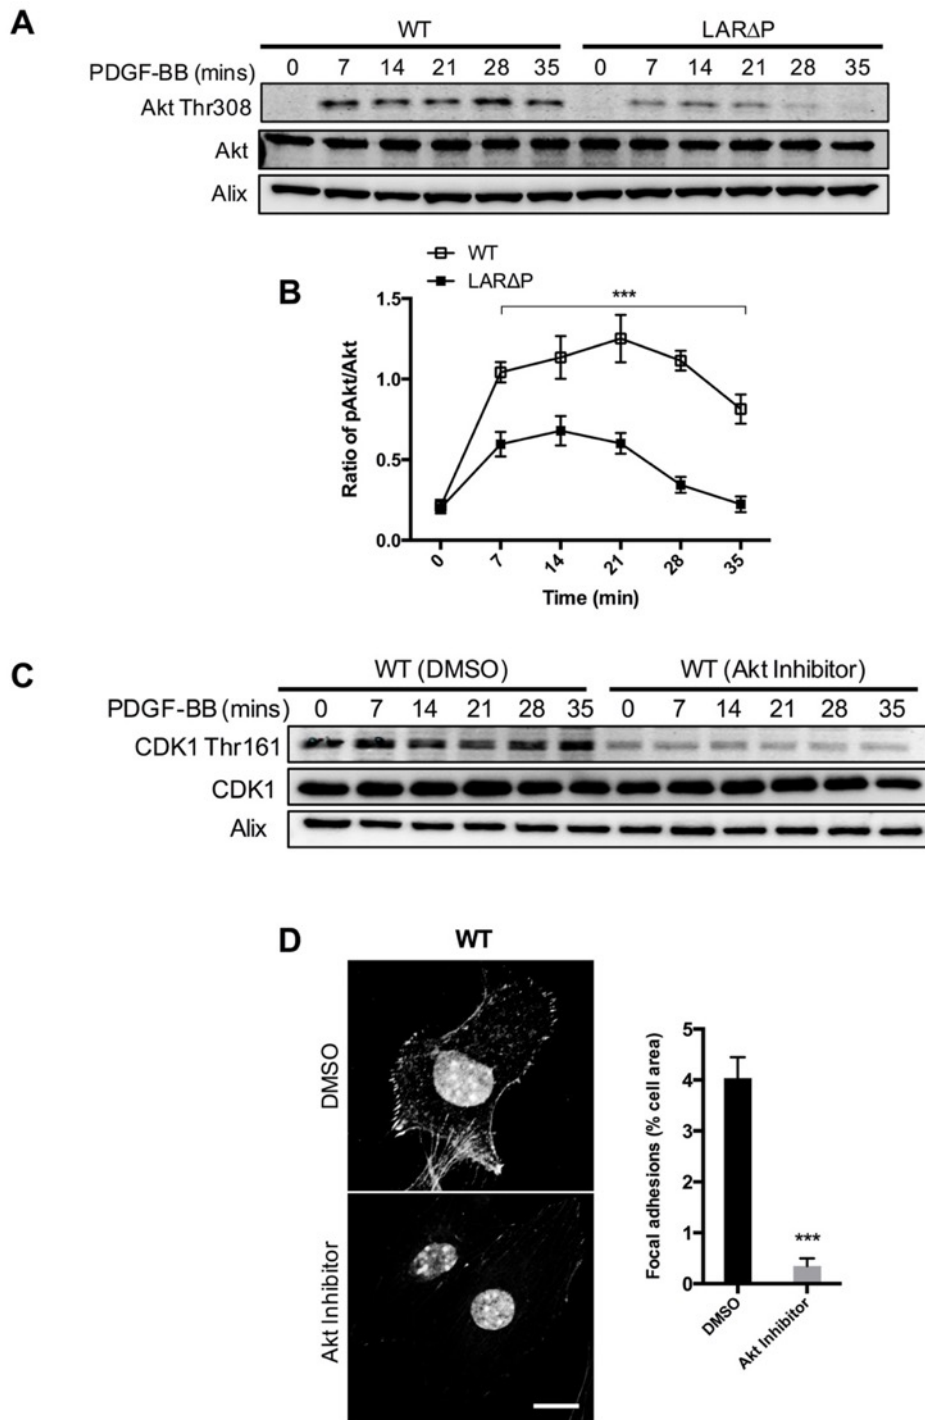 A
WT LARΔP
PDGF-BB (mins) 0 7 14 21 28 35 0 7 14 21 28 35
Akt Thr308
Akt
Alix
B
WT
LARΔP
***
1.5
1.0
0.5
0.0
Ratio of pAkt/Akt
0 7 14 21 28 35
Time (min)
C
WT (DMSO) WT (Akt Inhibitor)
PDGF-BB (mins) 0 7 14 21 28 35 0 7 14 21 28 35
CDK1 Thr161
CDK1
Alix
D
WT
DMSO
Akt Inhibitor
Focal adhesions (% cell area)
5
4
3
2
1
0
***
DMSO
Akt Inhibitor